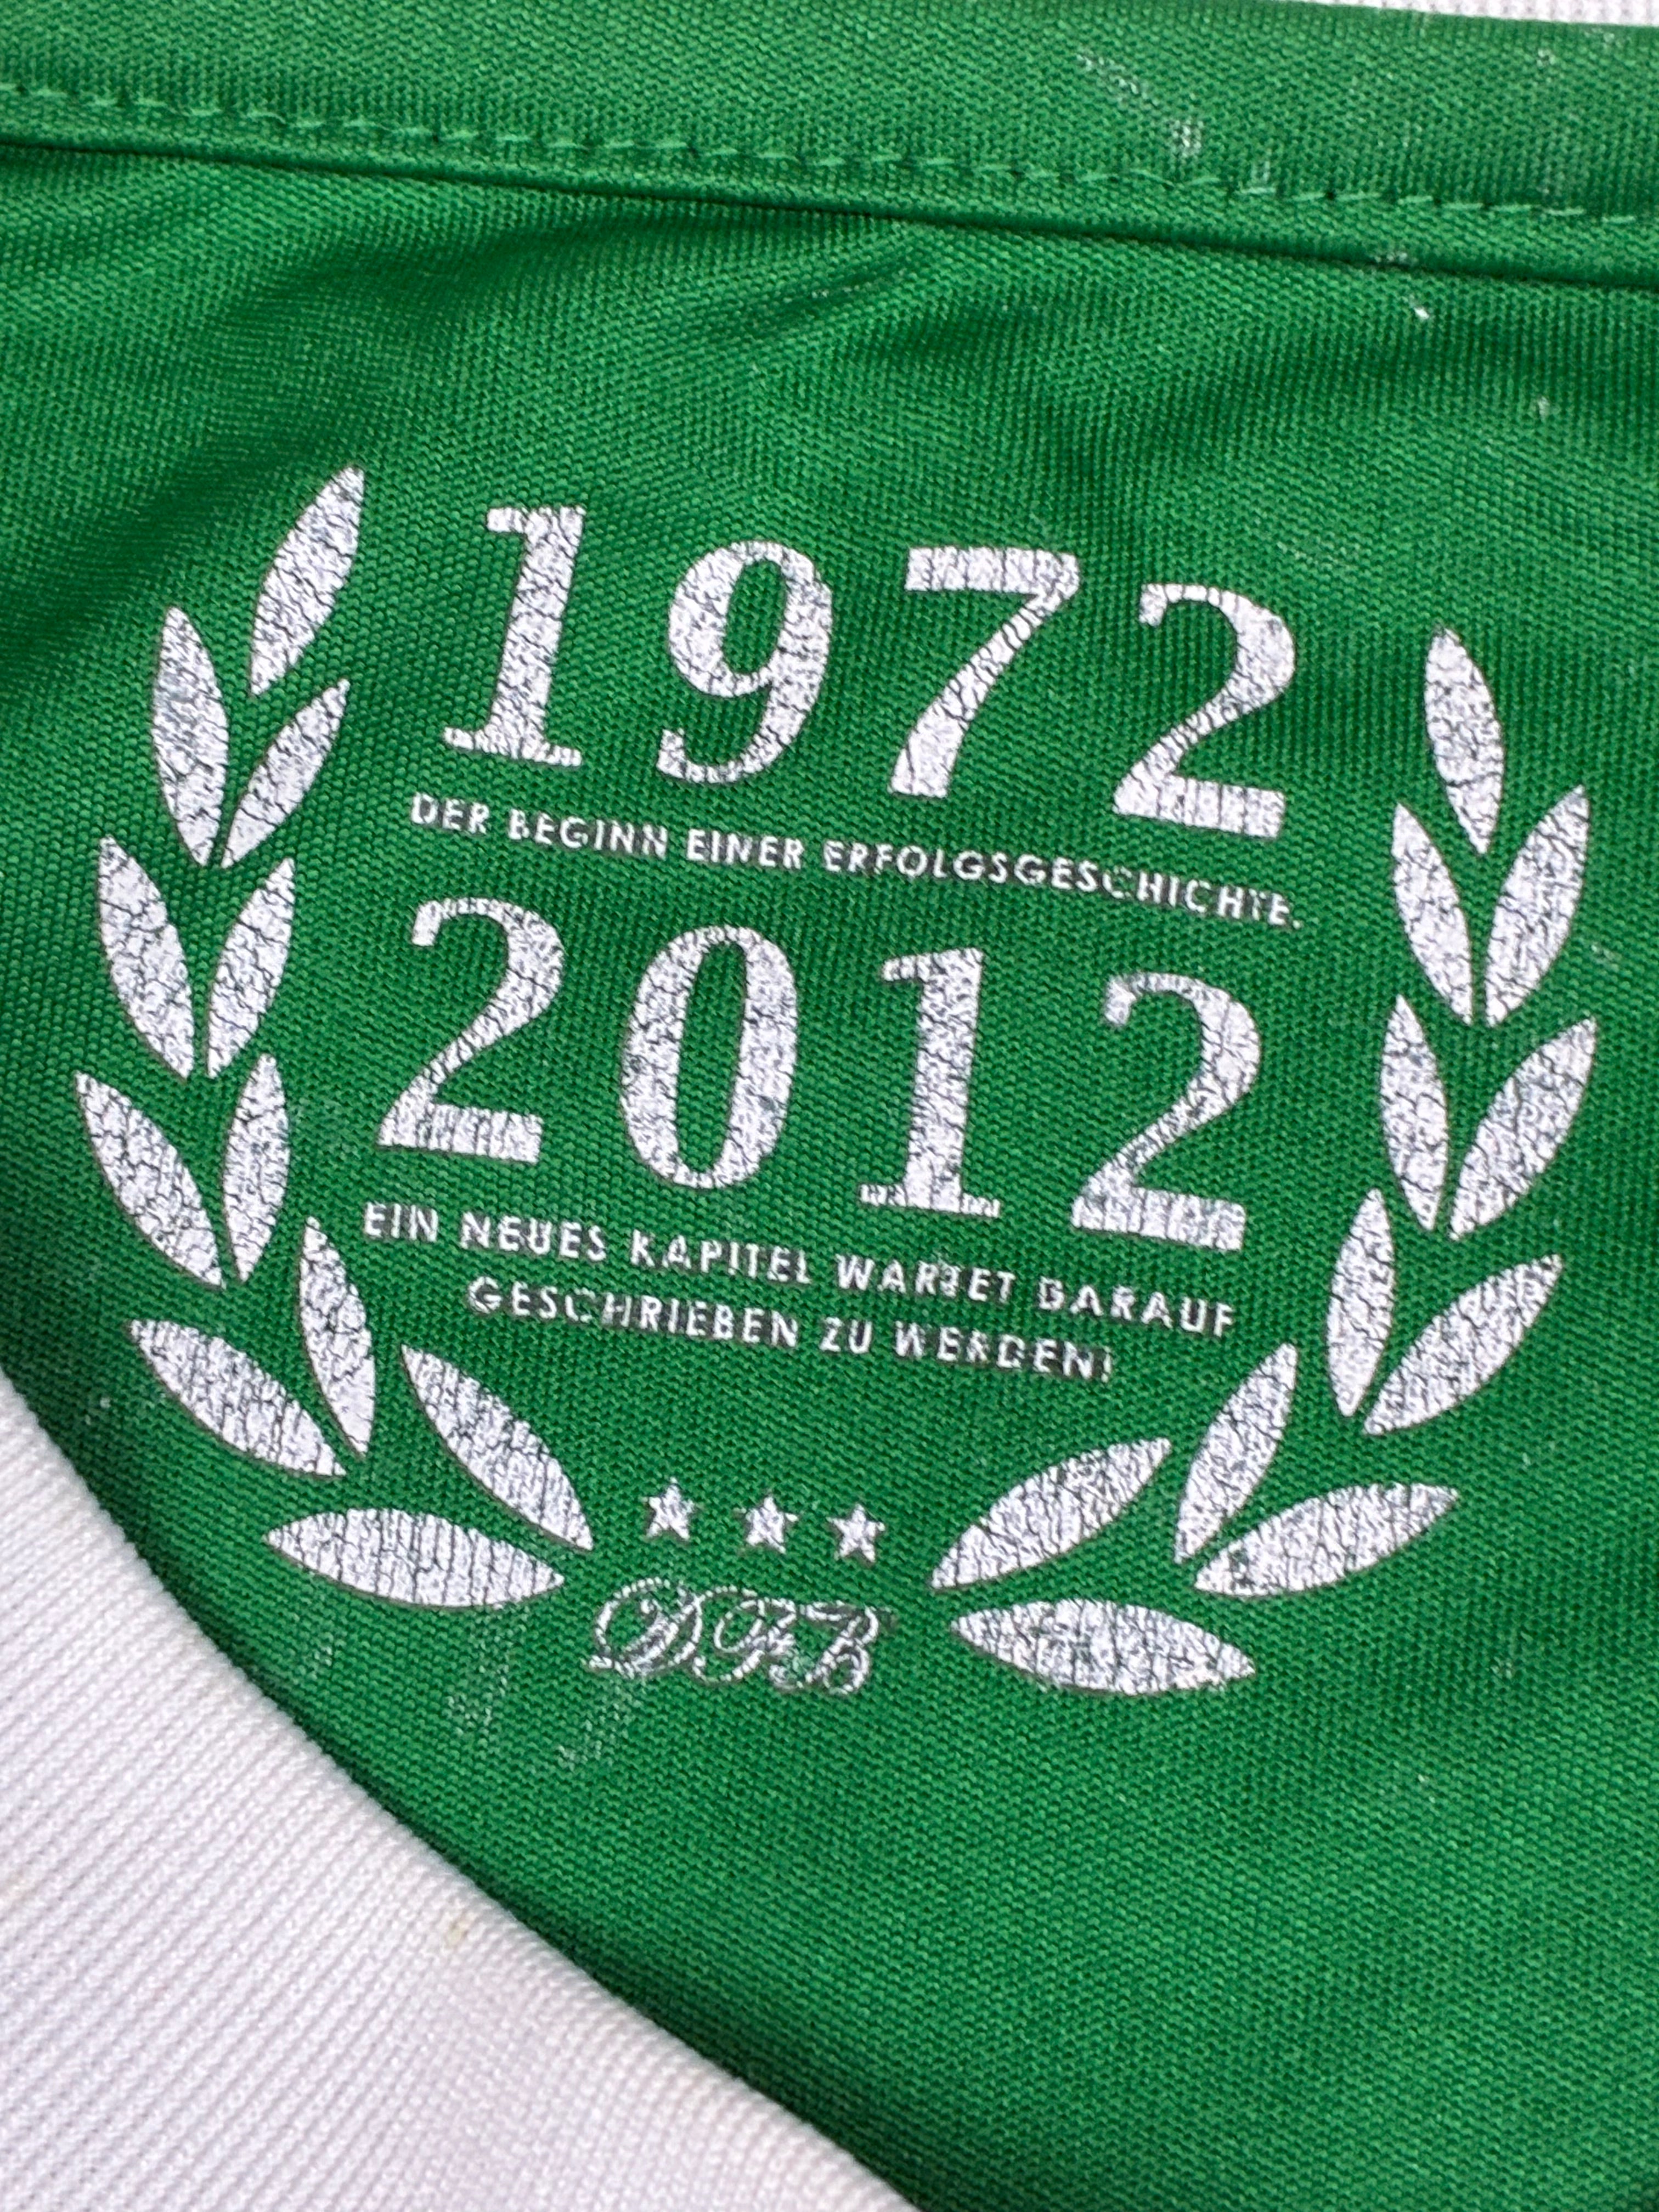 1972
DER BEGINN EINER ERFOLGSGESCHICHTE.
2012
EIN NEUES KAPITEL WARTET DARAUF
GESCHRIEBEN ZU WERDEN!
DFB